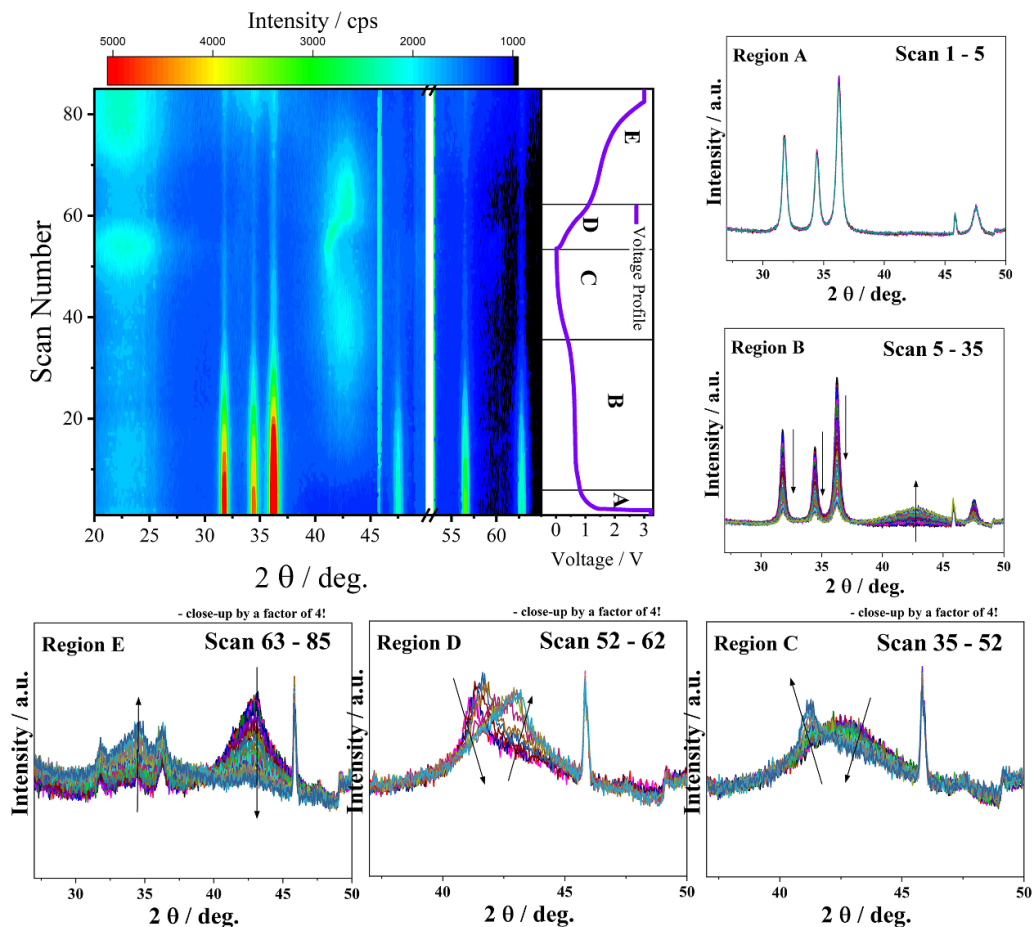 Intensity / cps
5000 4000 3000 2000 1000
Scan Number
80
60
40
20
20 25 30 35 40 45 55 60
2 θ / deg.
E
D
C
B
A
Voltage Profile
0 1 2 3
Voltage / V
Region A Scan 1 - 5
Intensity / a.u.
30 35 40 45 50
2 θ / deg.
Region B Scan 5 - 35
Intensity / a.u.
30 35 40 45 50
2 θ / deg.
- close-up by a factor of 4!
Region E Scan 63 - 85
Intensity / a.u.
30 35 40 45 50
2 θ / deg.
- close-up by a factor of 4!
Region D Scan 52 - 62
Intensity / a.u.
40 45 50
2 θ / deg.
- close-up by a factor of 4!
Region C Scan 35 - 52
Intensity / a.u.
40 45 50
2 θ / deg.